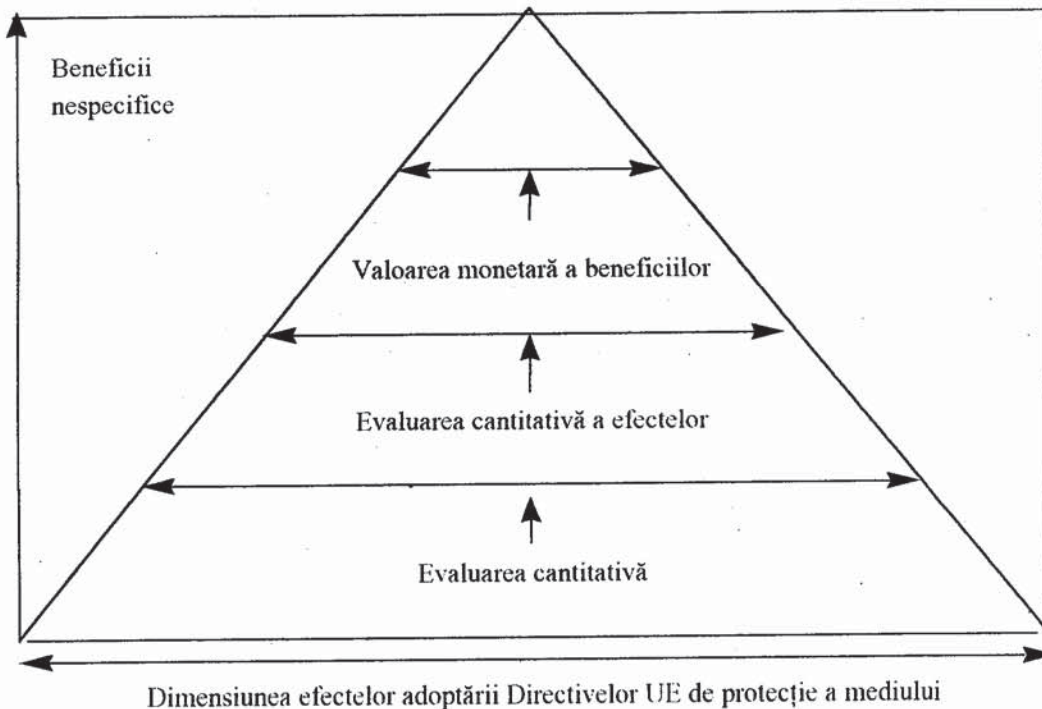 Beneficii
nespecifice
Valoarea monetară a beneficiilor
Evaluarea cantitativă a efectelor
Evaluarea cantitativă
Dimensiunea efectelor adoptării Directivelor UE de protecție a mediului